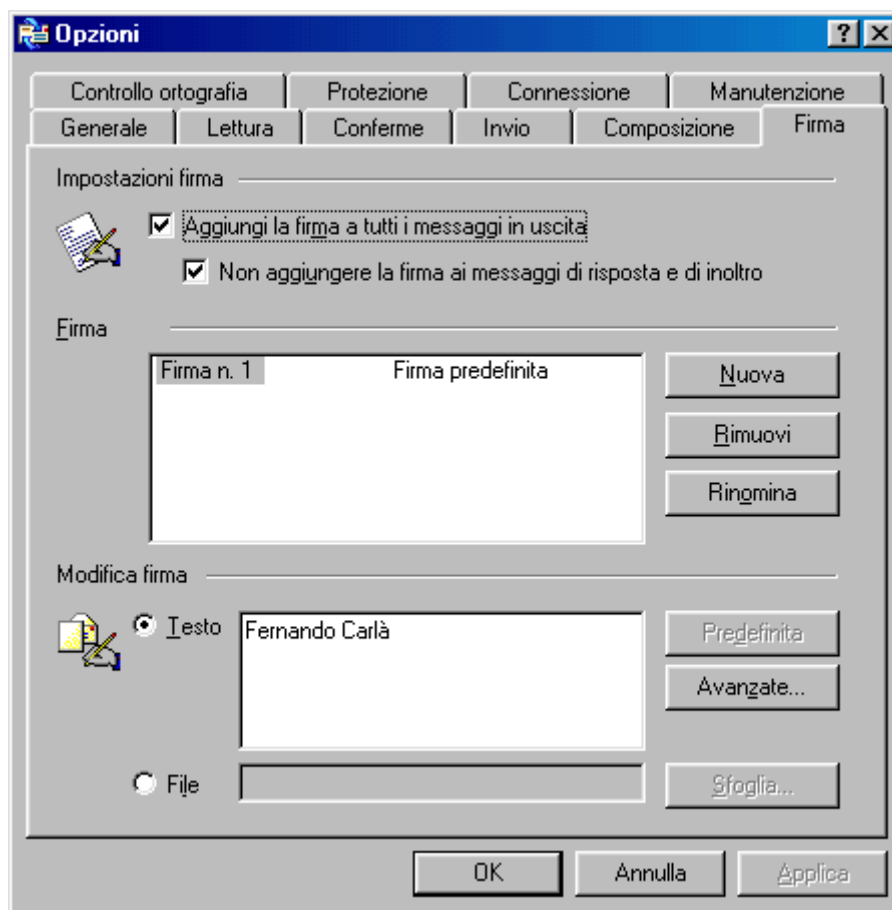 Opzioni
Controllo ortografia Protezione Connessione Manutenzione
Generale Lettura Conferme Invio Composizione Firma
Impostazioni firma
Aggiungi la firma a tutti i messaggi in uscita
Non aggiungere la firma ai messaggi di risposta e di inoltro
Firma
Firma n. 1 Firma predefinita
Nuova
Rimuovi
Rinomina
Modifica firma
Testo Fernando Carlà Predefinita
Avanzate...
File Sfoglia...
OK Annulla Applica